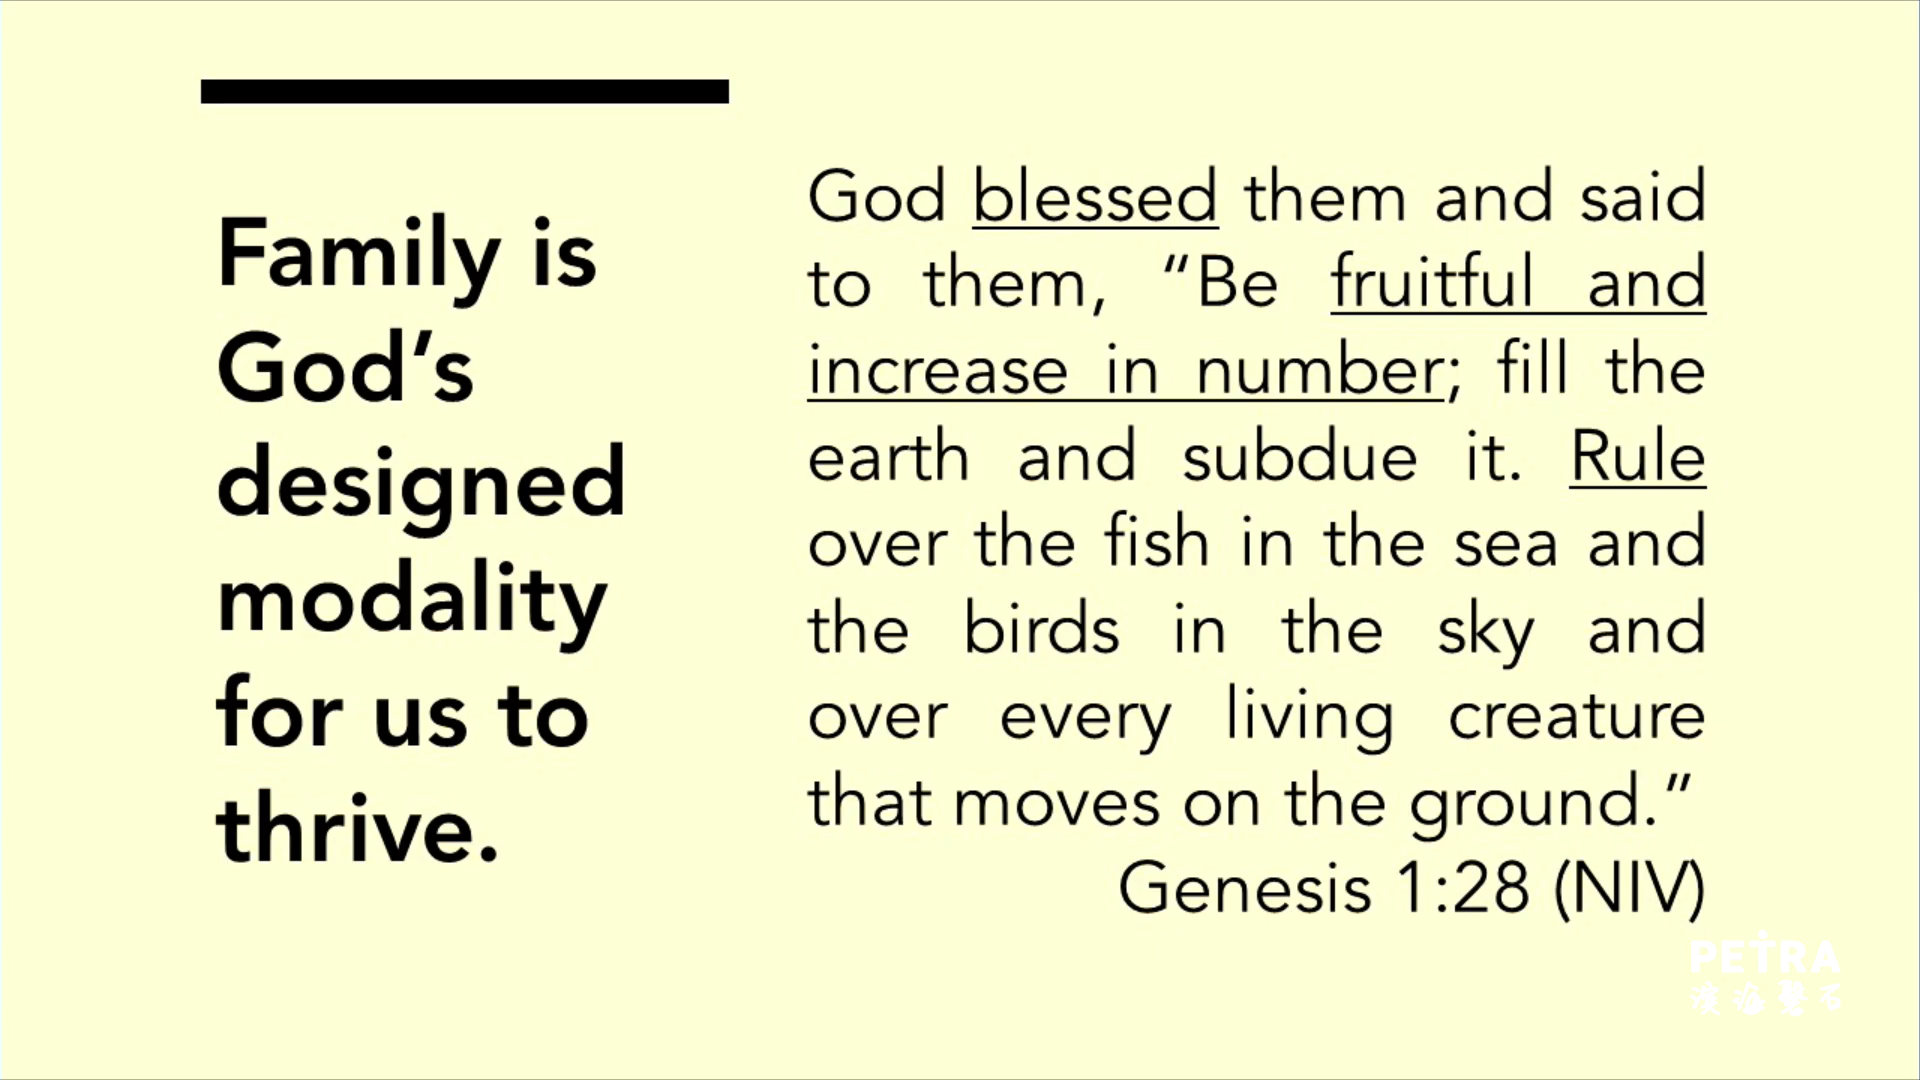 Family is
God’s
designed
modality
for us to
thrive.
God blessed them and said
to them, “Be fruitful and
increase in number; fill the
earth and subdue it. Rule
over the fish in the sea and
the birds in the sky and
over every living creature
that moves on the ground.”
Genesis 1:28 (NIV)
PETRA